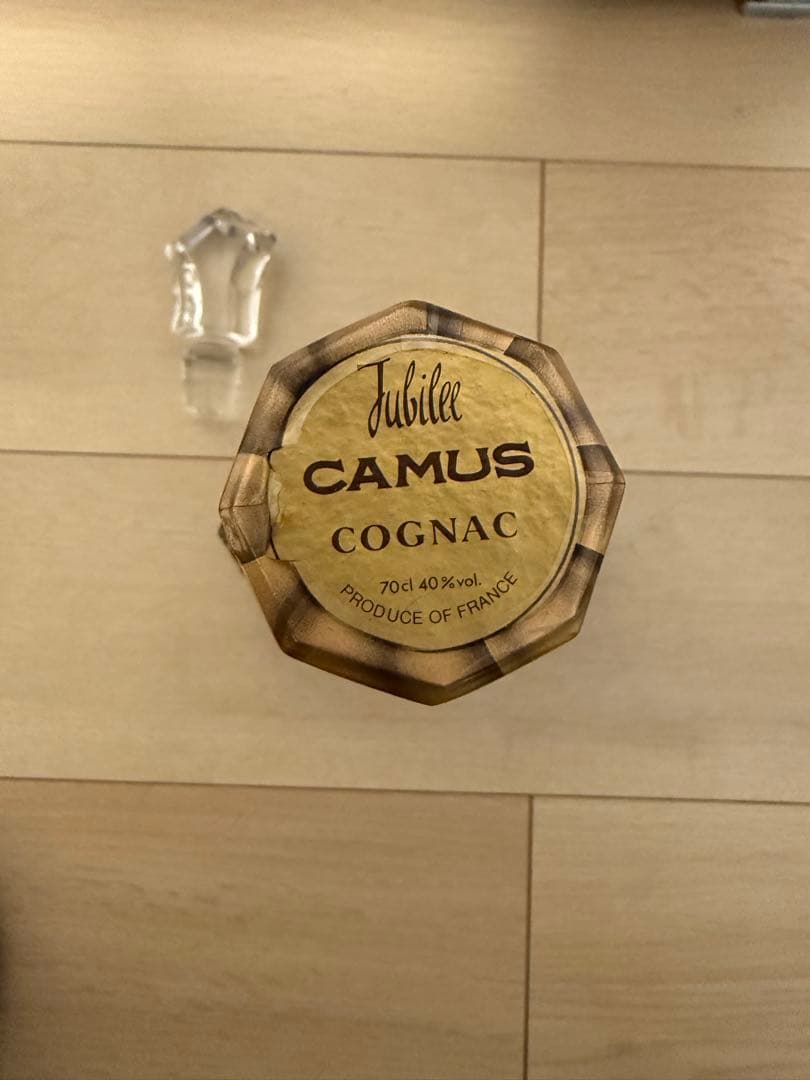 Jubilee
CAMUS
COGNAC
70cl 40%vol.
PRODUCE OF FRANCE